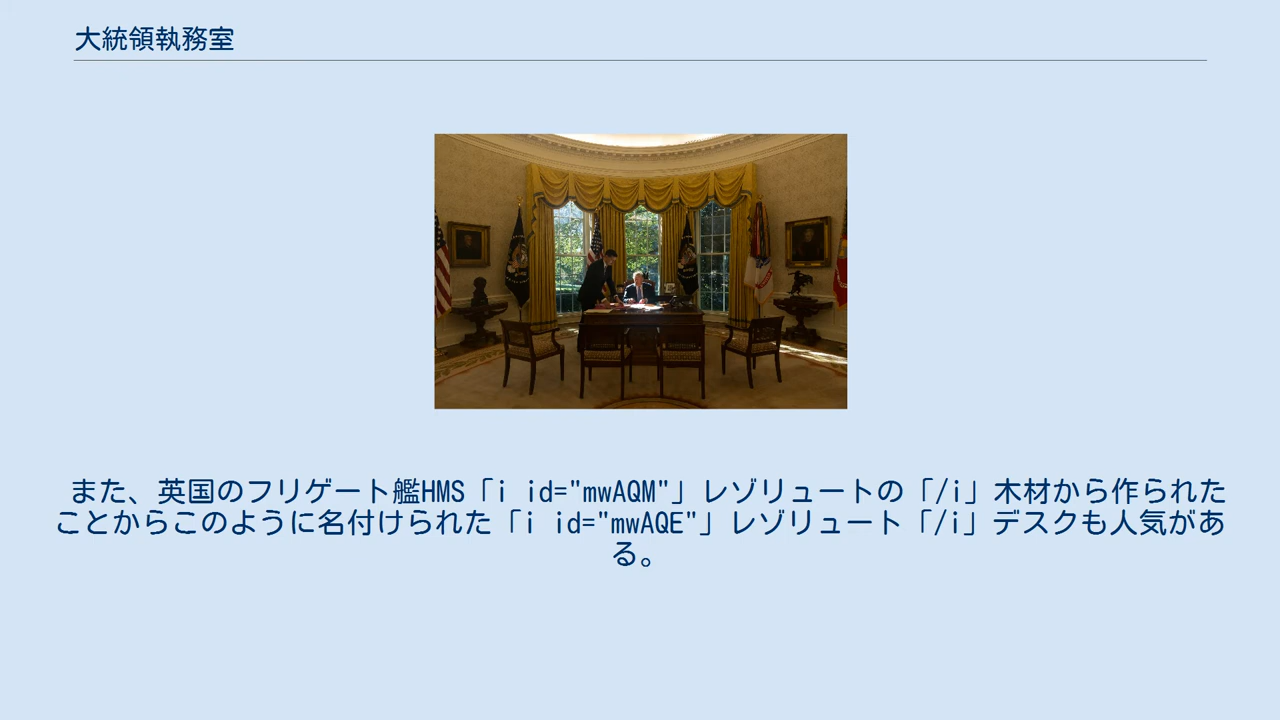 大統領執務室
また、英国のフリゲート艦HMS「i id="mwAQM"」レゾリュートの「/i」木材から作られた
ことからこのように名付けられた「i id="mwAQE"」レゾリュート「/i」デスクも人気があ
る。